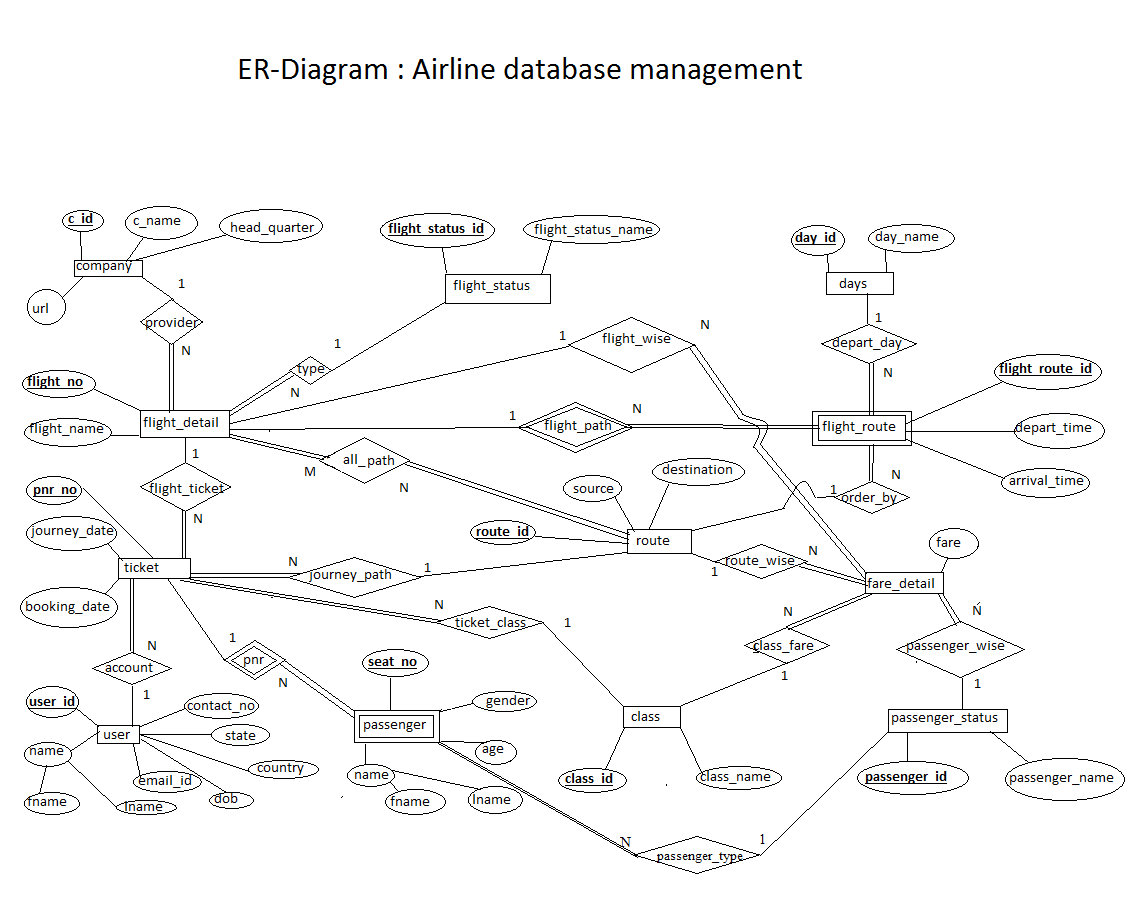 ER-Diagram : Airline database management
c_id
c_name
head_quarter
company
url
1
provider
N
flight_status_id
flight_status_name
flight_status
1
type
N
day_id
day_name
days
1
depart_day
N
1
flight_wise
N
flight_no
flight_name
flight_detail
1
flight_path
N
flight_route
flight_route_id
depart_time
arrival_time
1
flight_ticket
N
M
all_path
N
N
1
order_by
source
destination
route_id
route
pnr_no
journey_date
ticket
booking_date
N
journey_path
1
1
route_wise
N
fare
fare_detail
N
ticket_class
1
N
class_fare
1
N
passenger_wise
1
N
account
1
1
pnr
N
user_id
contact_no
state
user
name
country
email_id
dob
fname
lname
seat_no
gender
passenger
age
name
fname
lname
class
class_id
class_name
passenger_status
passenger_id
passenger_name
N
passenger_type
1